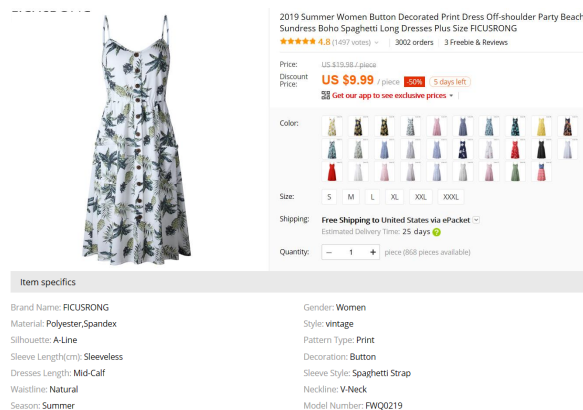 2019 Summer Women Button Decorated Print Dress Off-shoulder Party Beach
Sundress Boho Spaghetti Long Dresses Plus Size FICUSRONG
4.8 (1497 votes) 3002 orders 3 Freebie & Reviews
Price: US $19.98 / piece
Discount Price: US $9.99 / piece -50% 5 days left
Get our app to see exclusive prices
Color:
Size: S M L XL XXL XXXL
Shipping: Free Shipping to United States via ePacket
Estimated Delivery Time: 25 days ?
Quantity: − 1 + piece (868 pieces available)
Item specifics
Brand Name: FICUSRONG Gender: Women
Material: Polyester,Spandex Style: vintage
Silhouette: A-Line Pattern Type: Print
Sleeve Length(cm): Sleeveless Decoration: Button
Dresses Length: Mid-Calf Sleeve Style: Spaghetti Strap
Waistline: Natural Neckline: V-Neck
Season: Summer Model Number: FWQ0219